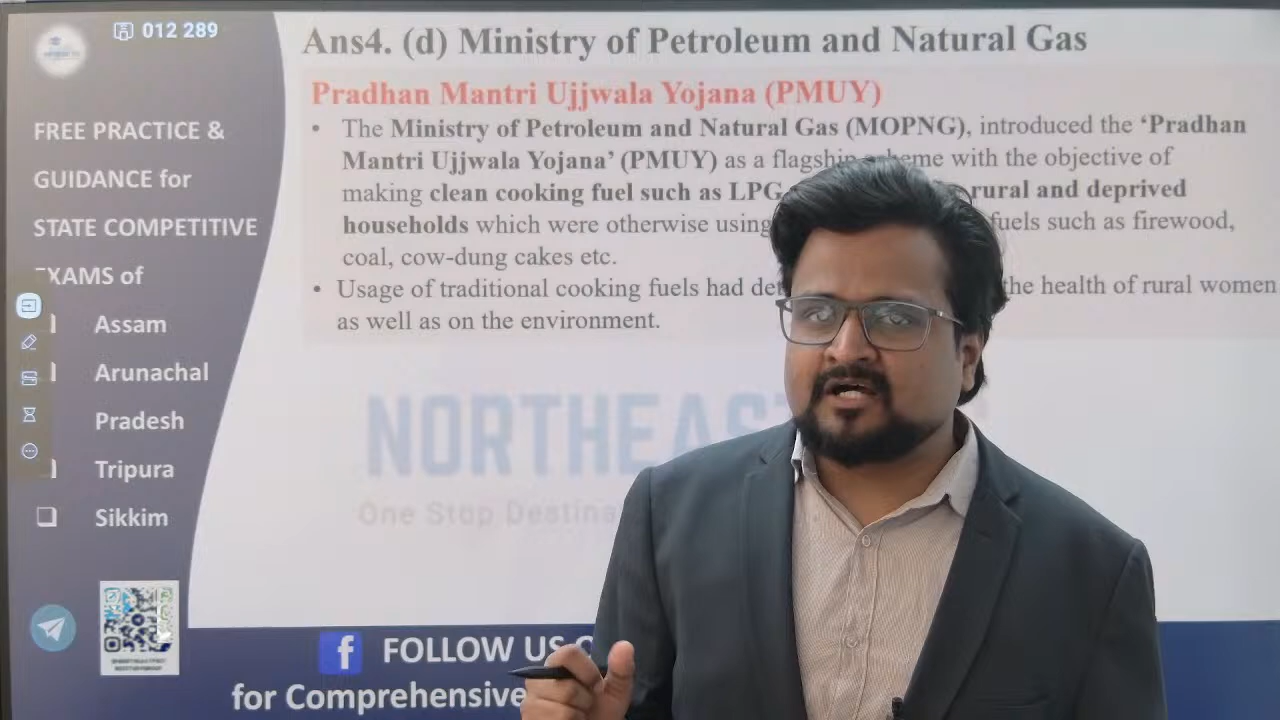 012 289
FREE PRACTICE &
GUIDANCE for
STATE COMPETITIVE
EXAMS of
Assam
Arunachal
Pradesh
Tripura
Sikkim
Ans4. (d) Ministry of Petroleum and Natural Gas
Pradhan Mantri Ujjwala Yojana (PMUY)
• The Ministry of Petroleum and Natural Gas (MOPNG), introduced the ‘Pradhan
Mantri Ujjwala Yojana’ (PMUY) as a flagship scheme with the objective of
making clean cooking fuel such as LPG rural and deprived
households which were otherwise using fuels such as firewood,
coal, cow-dung cakes etc.
• Usage of traditional cooking fuels had the health of rural women
as well as on the environment.
NORTHEAST
One Stop
f FOLLOW US
for Comprehensive